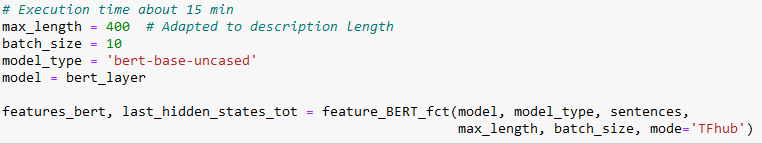 # Execution time about 15 min
max_length = 400  # Adapted to description length
batch_size = 10
model_type = 'bert-base-uncased'
model = bert_layer

features_bert, last_hidden_states_tot = feature_BERT_fct(model, model_type, sentences,
                                                         max_length, batch_size, mode='TFhub')